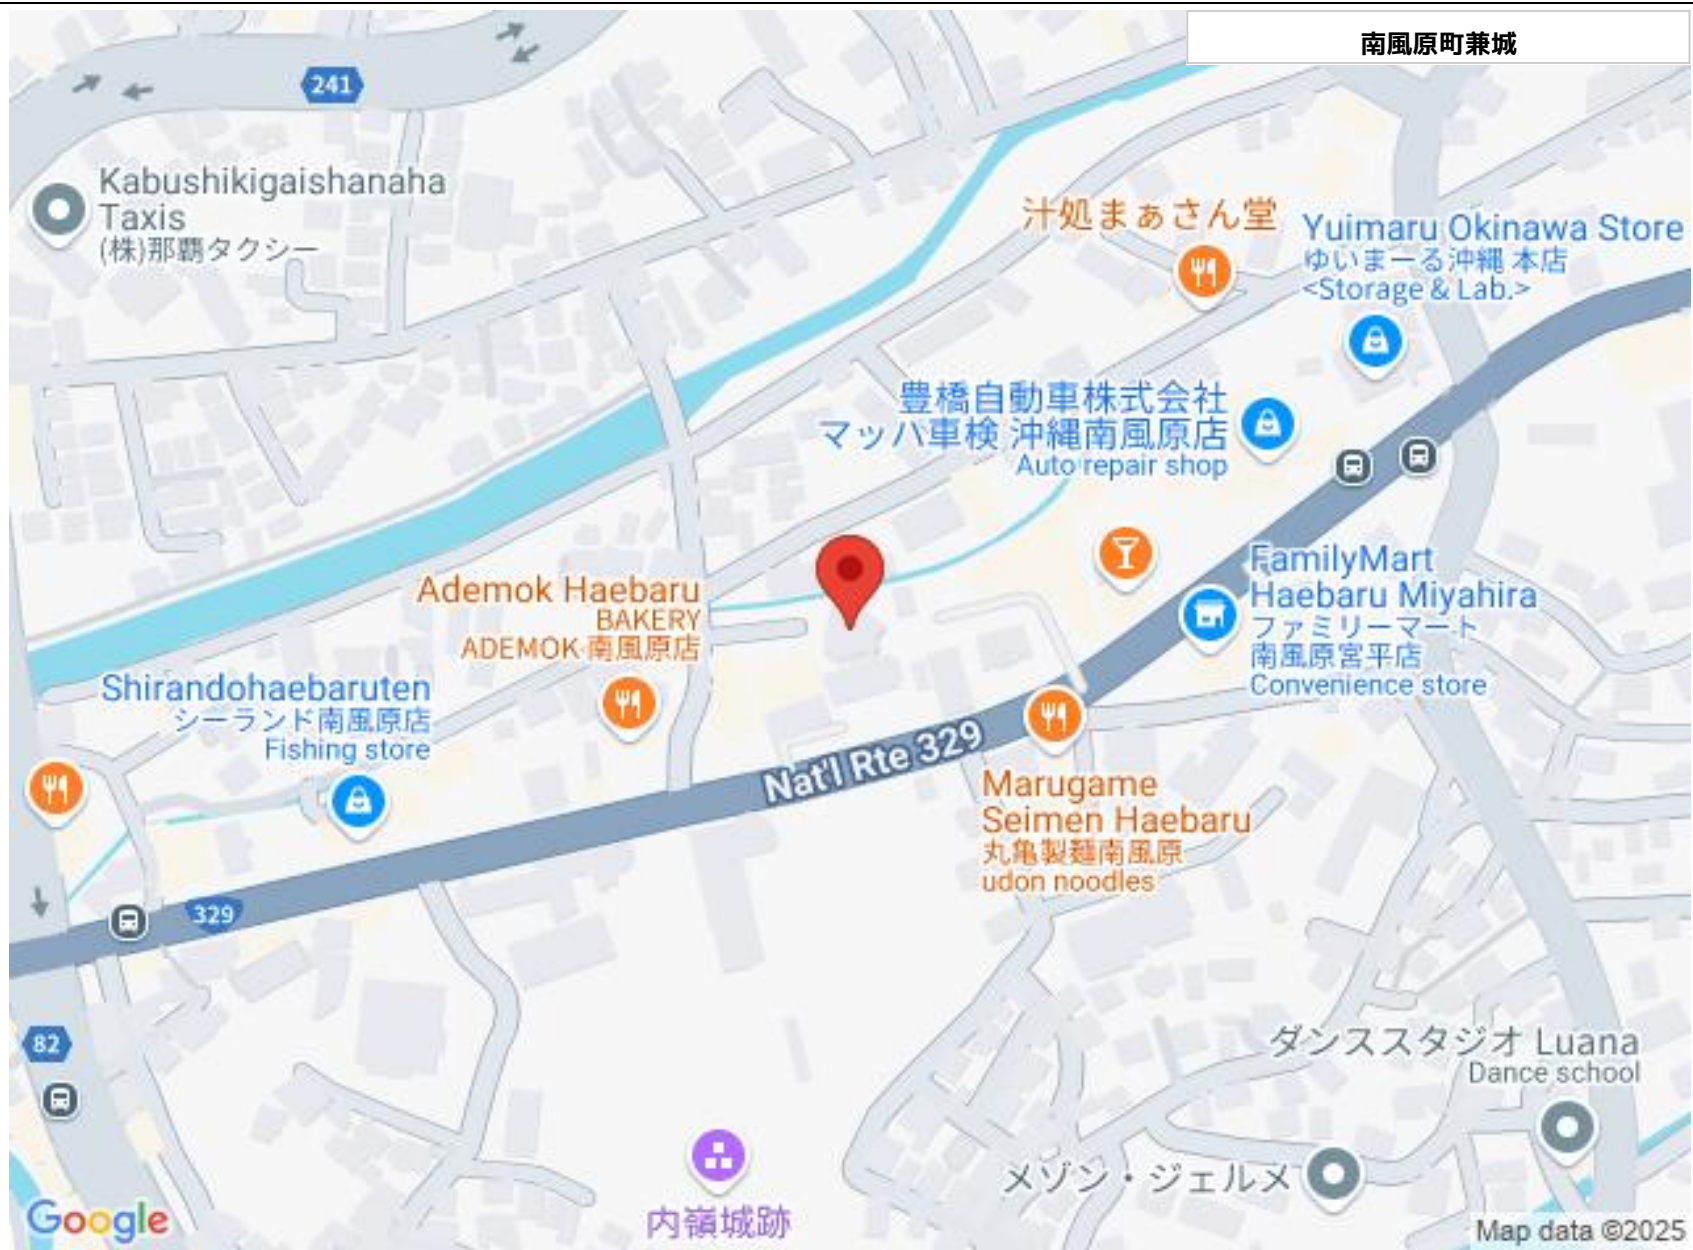 南風原町兼城
241
Kabushikigaishanaha
Taxis
(株)那覇タクシー
汁処まぁさん堂
Yuimaru Okinawa Store
ゆいまーる沖縄 本店
<Storage & Lab.>
豊橋自動車株式会社
マッハ車検 沖縄南風原店
Auto repair shop
Ademok Haebaru
BAKERY
ADEMOK 南風原店
FamilyMart
Haebaru Miyahira
ファミリーマート
南風原宮平店
Convenience store
Shirandohaebaruten
シーランド南風原店
Fishing store
Nat'l Rte 329
Marugame
Seimen Haebaru
丸亀製麺南風原
udon noodles
329
82
ダンススタジオ Luana
Dance school
メゾン・ジェルメ
内嶺城跡
Google
Map data ©2025